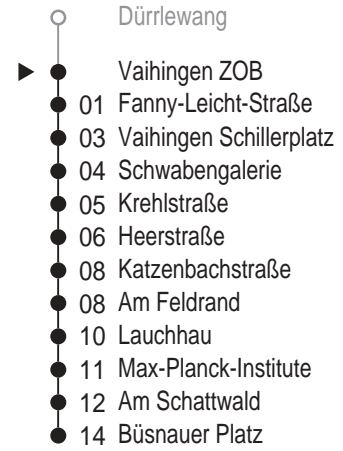 Dürrlewang
Vaihingen ZOB
01 Fanny-Leicht-Straße
03 Vaihingen Schillerplatz
04 Schwabengalerie
05 Krehlstraße
06 Heerstraße
08 Katzenbachstraße
08 Am Feldrand
10 Lauchhau
11 Max-Planck-Institute
12 Am Schattwald
14 Büsnauer Platz